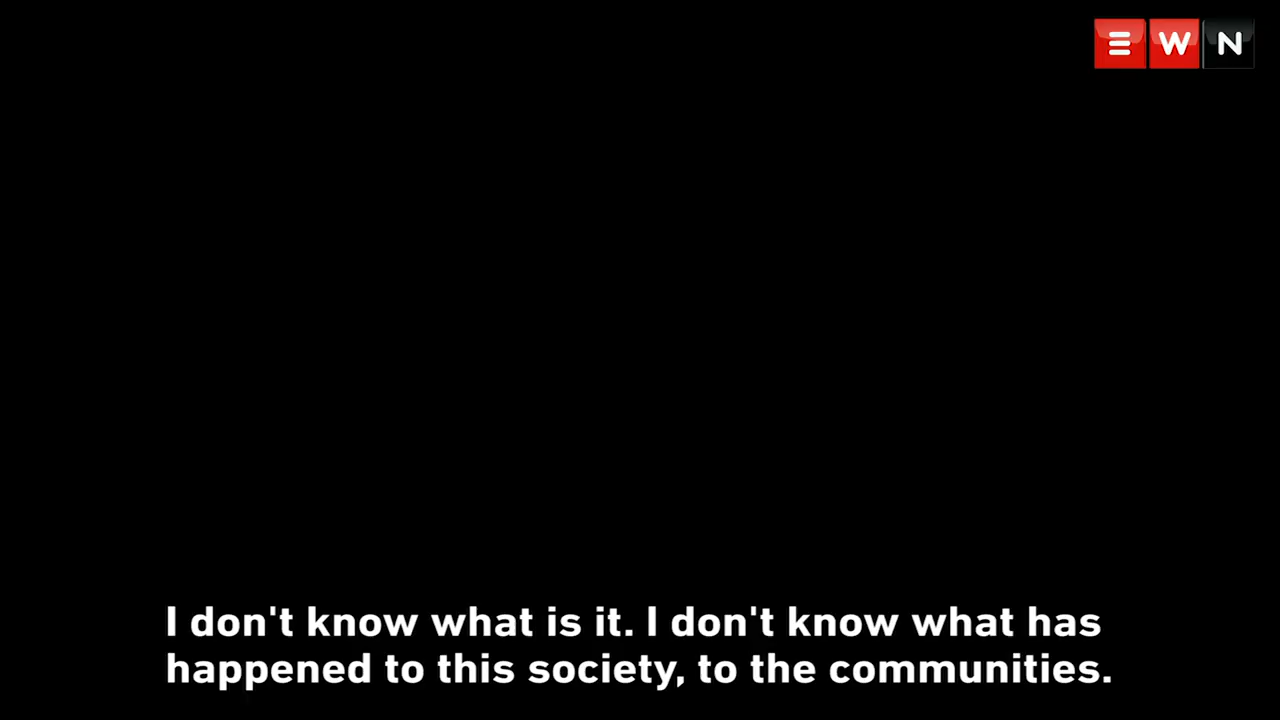 EWN
I don't know what is it. I don't know what has
happened to this society, to the communities.